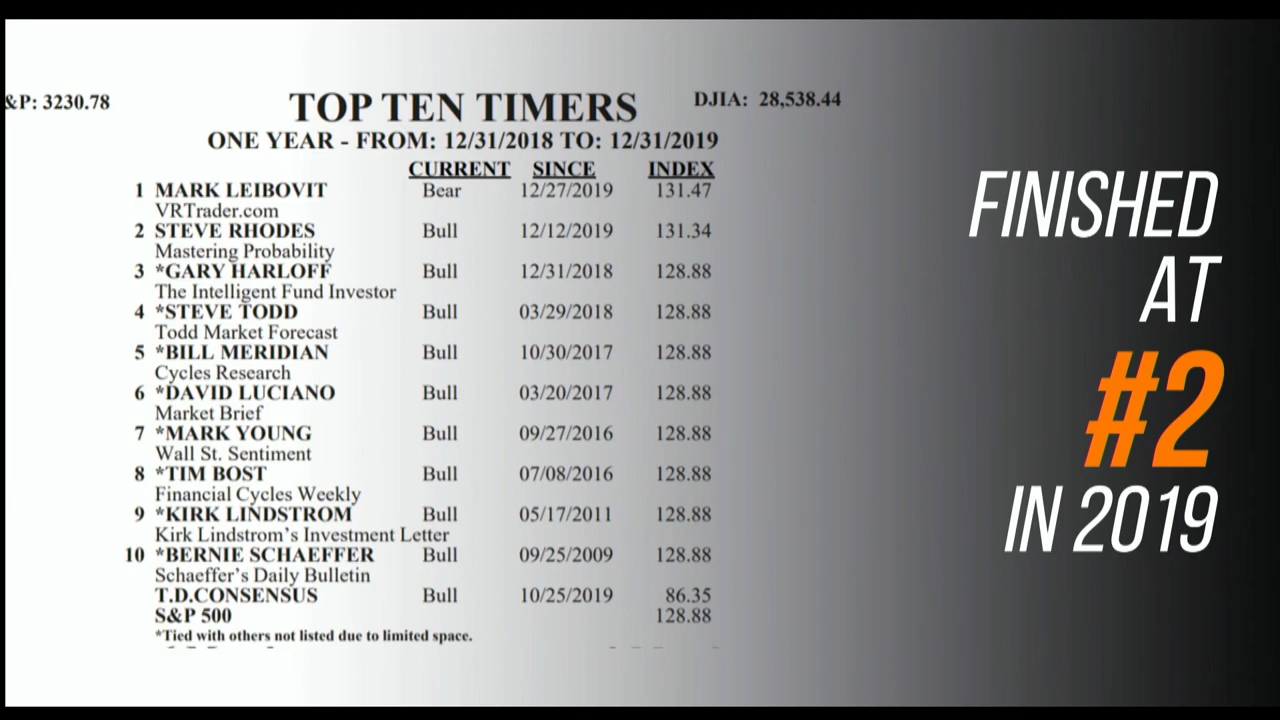 &P: 3230.78
TOP TEN TIMERS
DJIA: 28,538.44
ONE YEAR - FROM: 12/31/2018 TO: 12/31/2019
CURRENT SINCE INDEX
1 MARK LEIBOVIT Bear 12/27/2019 131.47
VRTrader.com
2 STEVE RHODES Bull 12/12/2019 131.34
Mastering Probability
3 *GARY HARLOFF Bull 12/31/2018 128.88
The Intelligent Fund Investor
4 *STEVE TODD Bull 03/29/2018 128.88
Todd Market Forecast
5 *BILL MERIDIAN Bull 10/30/2017 128.88
Cycles Research
6 *DAVID LUCIANO Bull 03/20/2017 128.88
Market Brief
7 *MARK YOUNG Bull 09/27/2016 128.88
Wall St. Sentiment
8 *TIM BOST Bull 07/08/2016 128.88
Financial Cycles Weekly
9 *KIRK LINDSTROM Bull 05/17/2011 128.88
Kirk Lindstrom's Investment Letter
10 *BERNIE SCHAEFFER Bull 09/25/2009 128.88
Schaeffer's Daily Bulletin
T.D.CONSENSUS Bull 10/25/2019 86.35
S&P 500 128.88
*Tied with others not listed due to limited space.
FINISHED
AT
#2
IN 2019